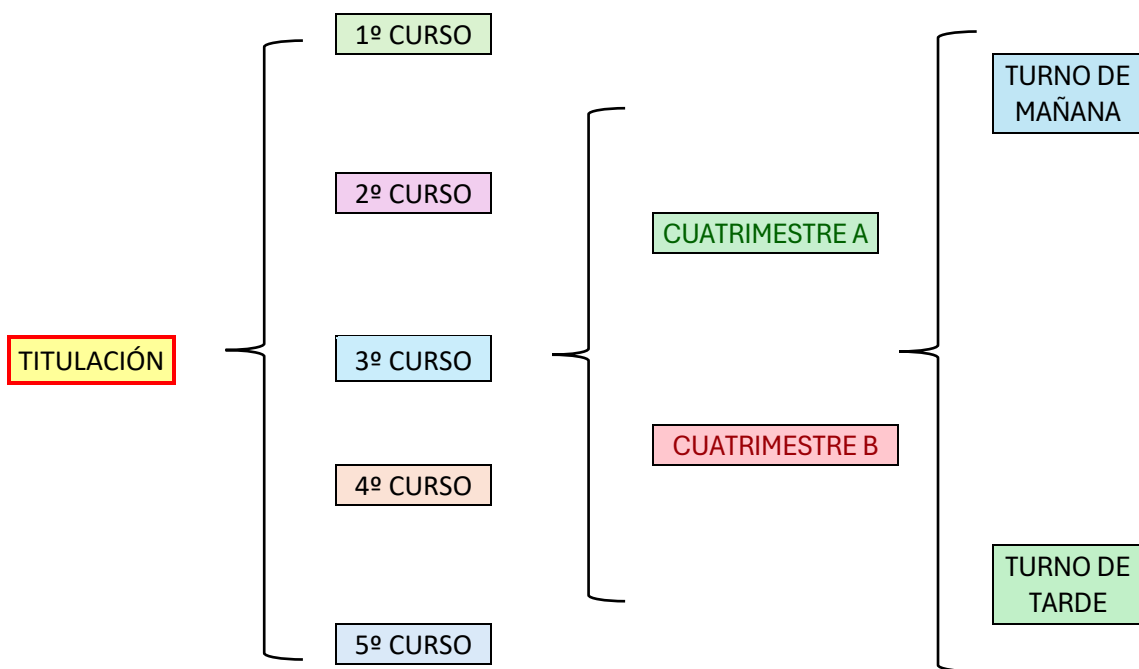 TITULACIÓN
1º CURSO
2º CURSO
3º CURSO
4º CURSO
5º CURSO
CUATRIMESTRE A
CUATRIMESTRE B
TURNO DE
MAÑANA
TURNO DE
TARDE